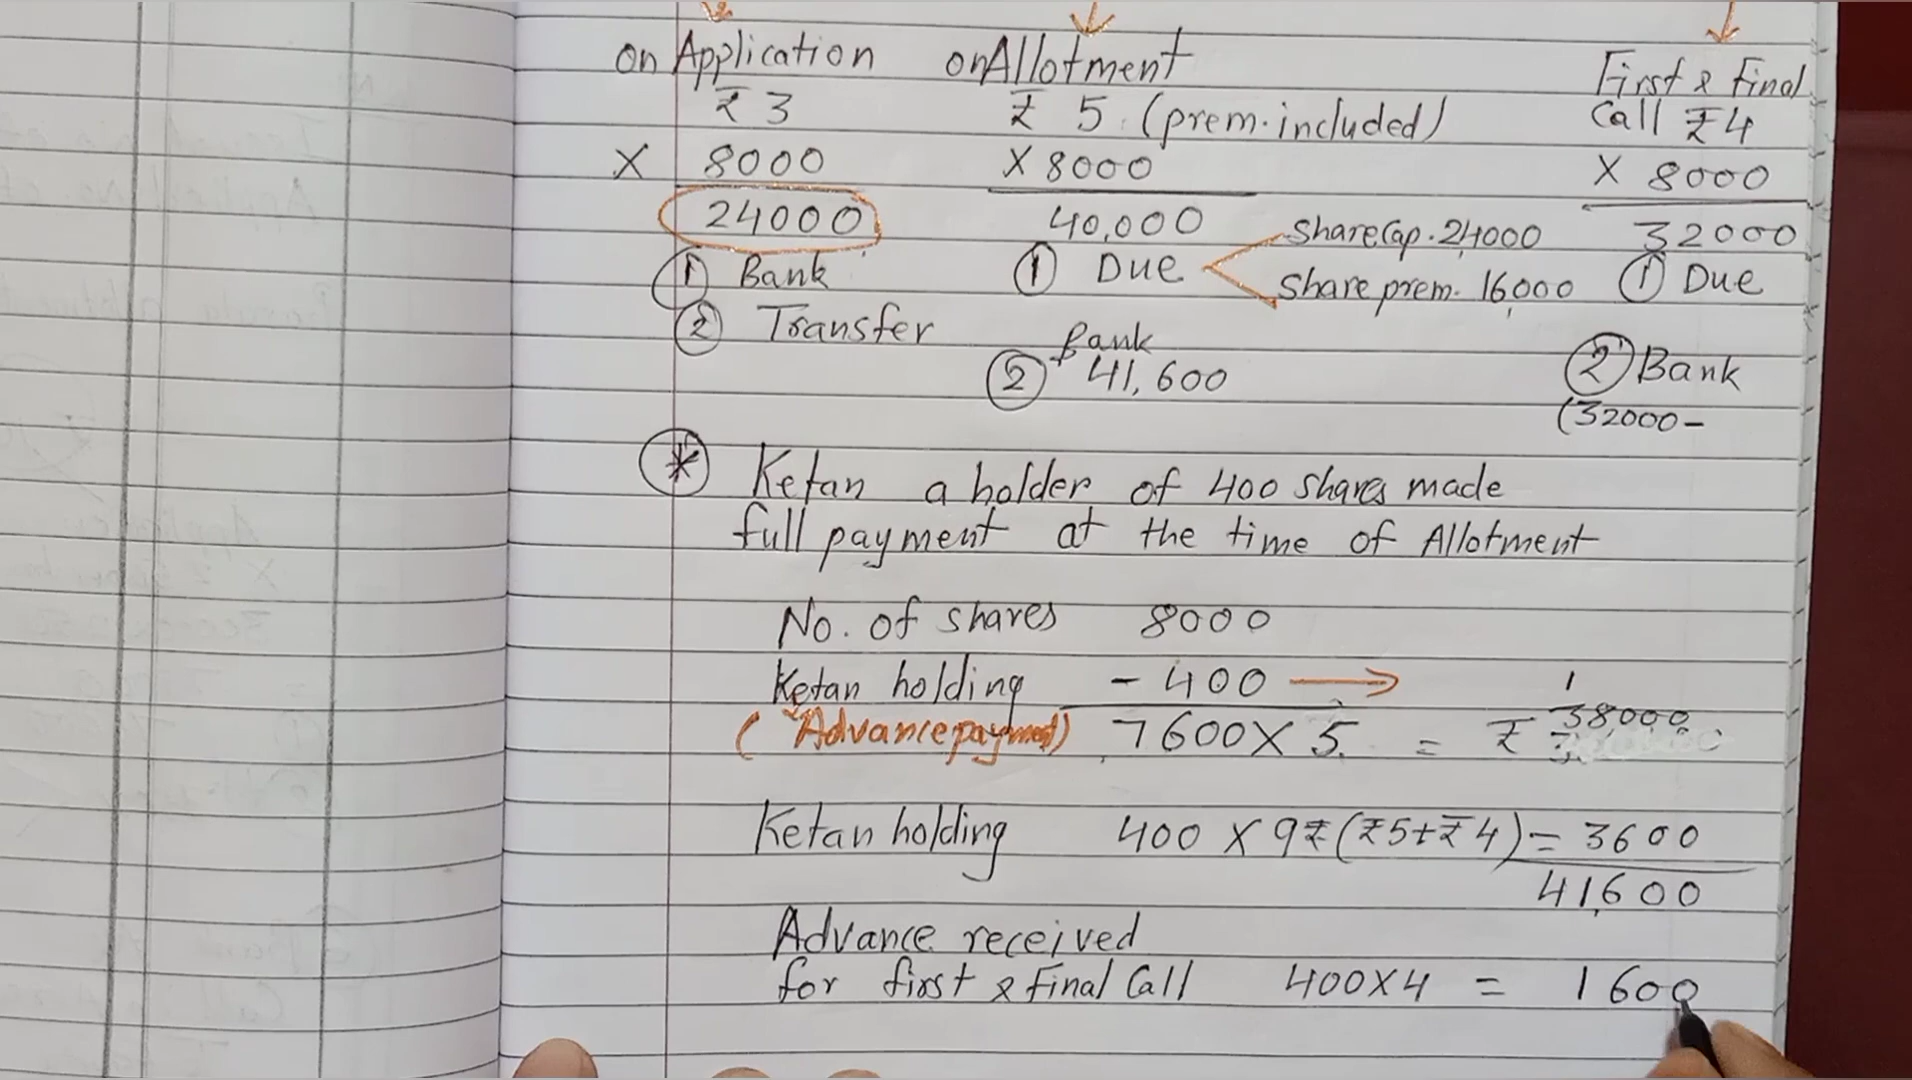 on Application
₹ 3
X 8000
24000
① Bank
② Transfer
on Allotment
₹ 5 (prem. included)
X 8000
40,000
① Due
Share Cap. 24000
Share prem. 16,000
Bank
② 41,600
First & Final
Call ₹4
X 8000
32000
① Due
② Bank
(32000 -
* Ketan a holder of 400 shares made
full payment at the time of Allotment
No. of shares 8000
Ketan holding - 400 →
(Advance payment) 7600 X 5 = ₹ 38,000
Ketan holding 400 X 9₹ (₹5+₹4) = 3600
41,600
Advance received
for first & Final Call 400X4 = 1600